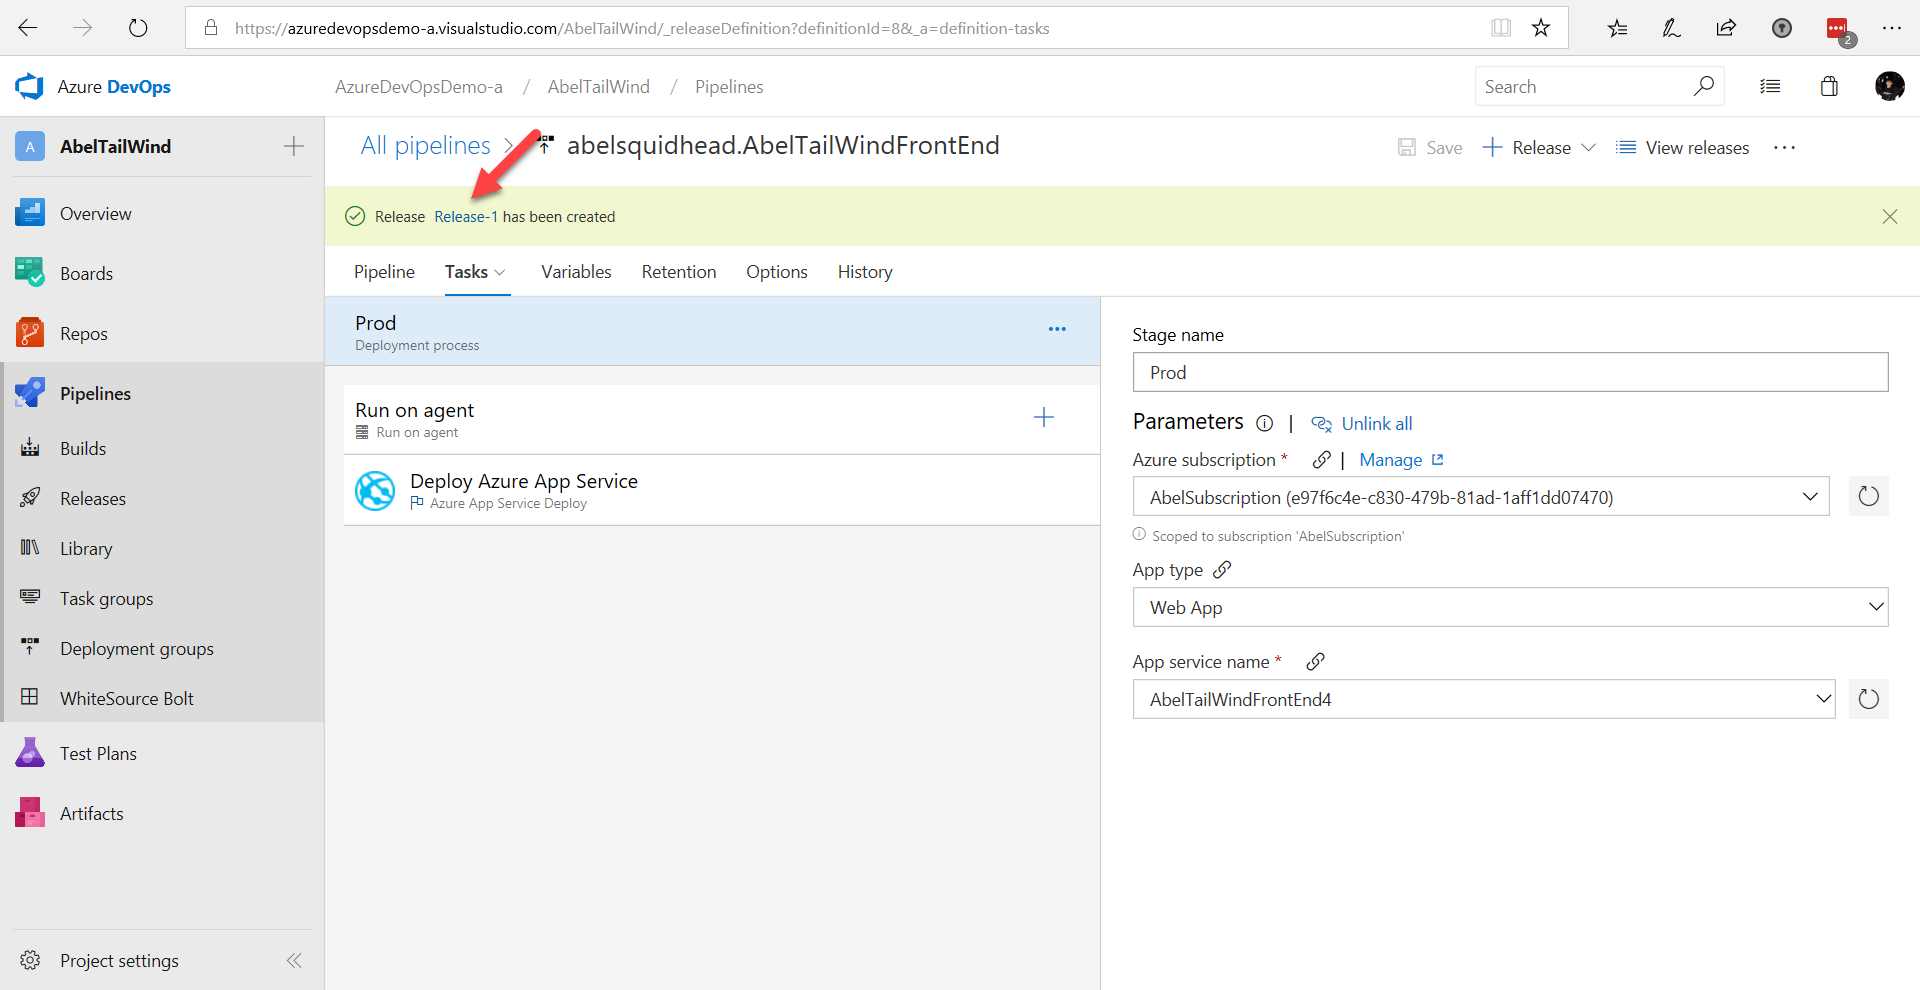 https://azuredevopsdemo-a.visualstudio.com/AbelTailWind/_releaseDefinition?definitionId=8&_a=definition-tasks
2
Azure DevOps
AzureDevOpsDemo-a / AbelTailWind / Pipelines
Search
A
AbelTailWind
Overview
Boards
Repos
Pipelines
Builds
Releases
Library
Task groups
Deployment groups
WhiteSource Bolt
Test Plans
Artifacts
Project settings
All pipelines > abelsquidhead.AbelTailWindFrontEnd
Save
Release
View releases
Release Release-1 has been created
Pipeline
Tasks
Variables
Retention
Options
History
Prod
Deployment process
Run on agent
Run on agent
Deploy Azure App Service
Azure App Service Deploy
Stage name
Prod
Parameters | Unlink all
Azure subscription * | Manage
AbelSubscription (e97f6c4e-c830-479b-81ad-1aff1dd07470)
Scoped to subscription 'AbelSubscription'
App type
Web App
App service name *
AbelTailWindFrontEnd4